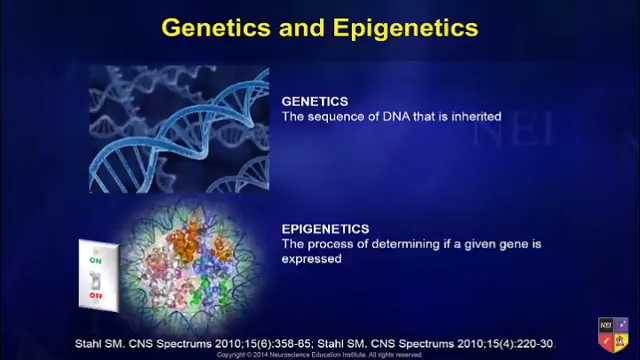 Genetics and Epigenetics
GENETICS
The sequence of DNA that is inherited
NEI
EPIGENETICS
The process of determining if a given gene is
expressed
ON
OFF
NEI
Stahl SM. CNS Spectrums 2010;15(6):358-65; Stahl SM. CNS Spectrums 2010;15(4):220-30.
Copyright © 2014 Neuroscience Education Institute. All rights reserved.